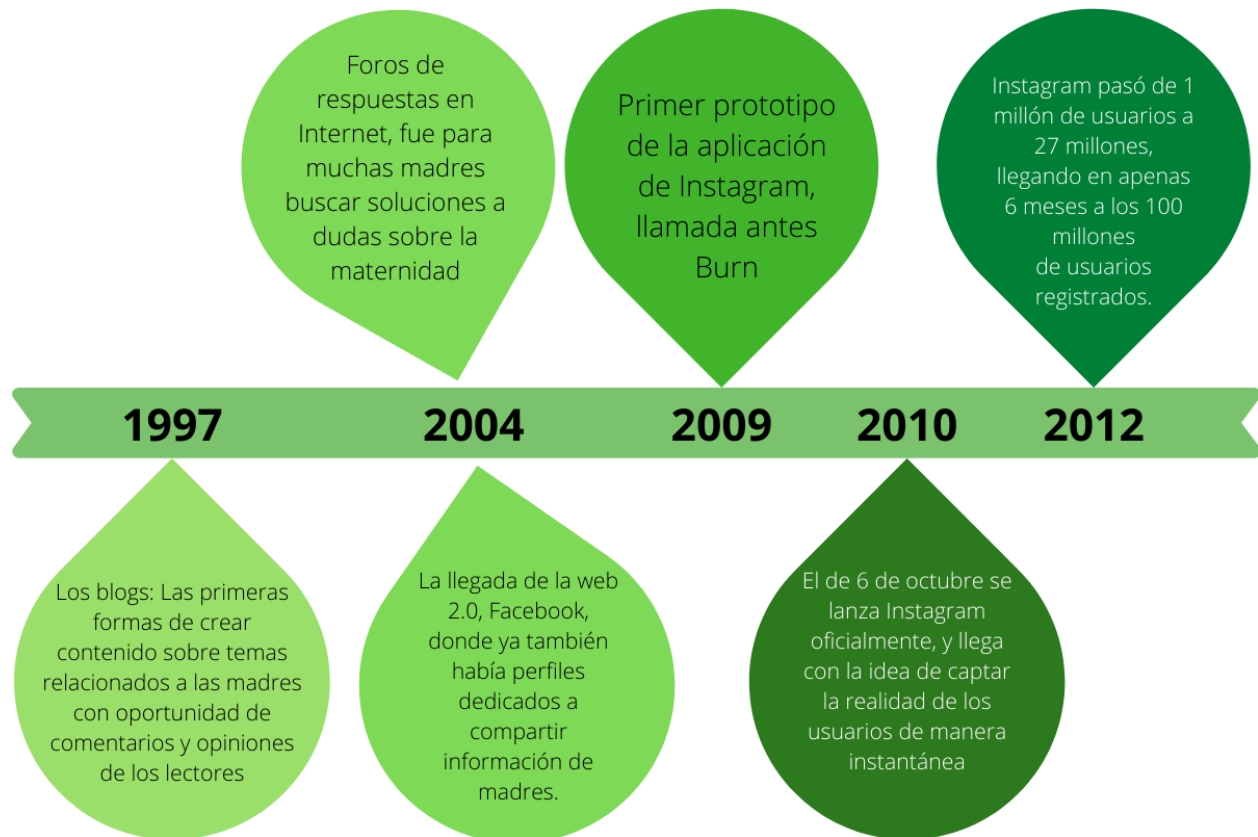 Foros de
respuestas en
Internet, fue para
muchas madres
buscar soluciones a
dudas sobre la
maternidad
Primer prototipo
de la aplicación
de Instagram,
llamada antes
Burn
Instagram pasó de 1
millón de usuarios a
27 millones,
llegando en apenas
6 meses a los 100
millones
de usuarios
registrados.
1997
2004
2009
2010
2012
Los blogs: Las primeras
formas de crear
contenido sobre temas
relacionados a las madres
con oportunidad de
comentarios y opiniones
de los lectores
La llegada de la web
2.0, Facebook,
donde ya también
había perfiles
dedicados a
compartir
información de
madres.
El de 6 de octubre se
lanza Instagram
oficialmente, y llega
con la idea de captar
la realidad de los
usuarios de manera
instantánea